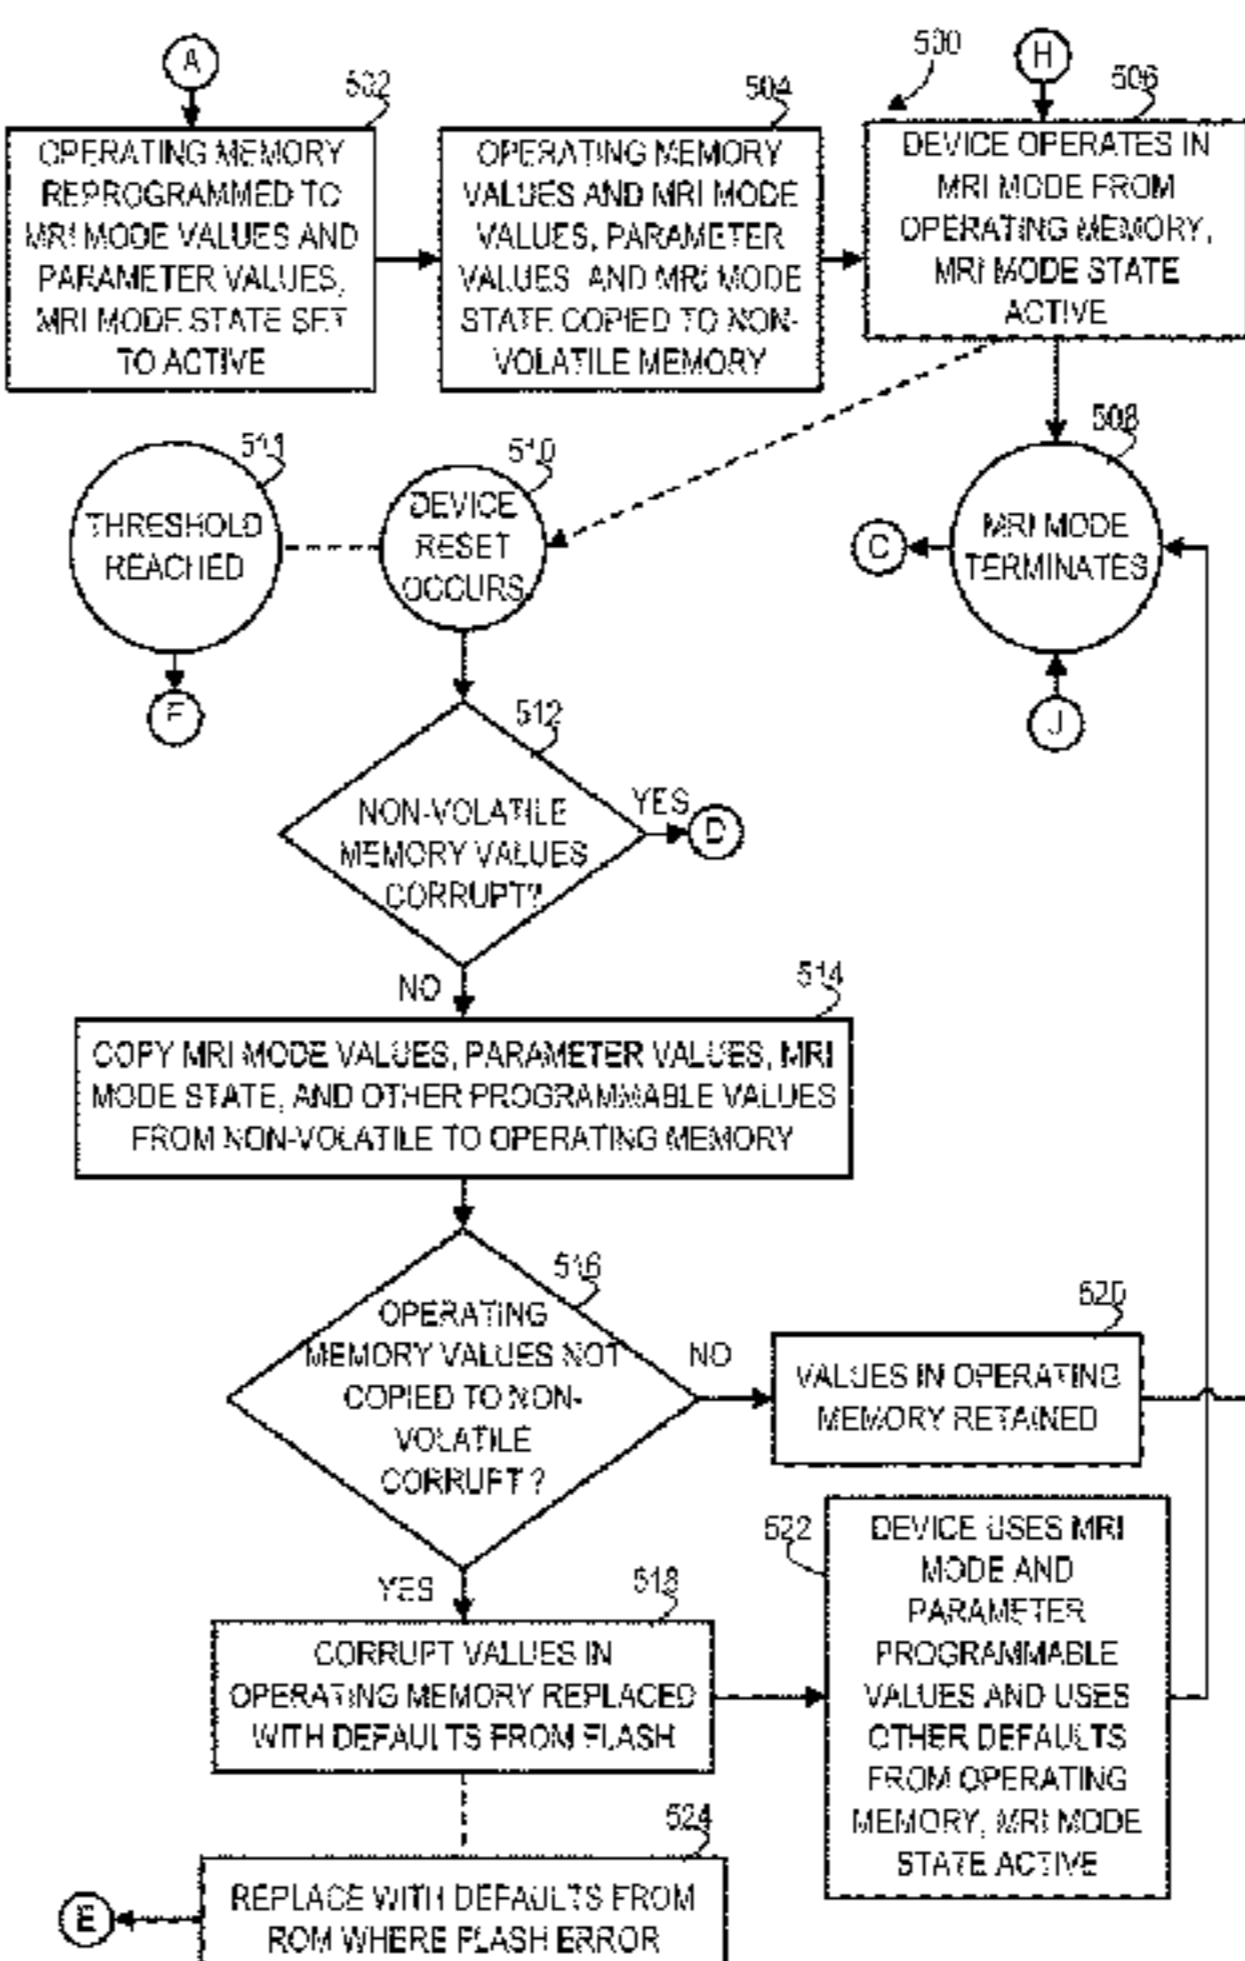 A
502
OPERATING MEMORY
REPROGRAMMED TO
MRI MODE VALUES AND
PARAMETER VALUES,
MRI MODE STATE SET
TO ACTIVE
504
OPERATING MEMORY
VALUES AND MRI MODE
VALUES, PARAMETER
VALUES AND MRI MODE
STATE COPIED TO NON-
VOLATILE MEMORY
500
H
506
DEVICE OPERATES IN
MRI MODE FROM
OPERATING MEMORY,
MRI MODE STATE
ACTIVE
511
THRESHOLD
REACHED
F
510
DEVICE
RESET
OCCURS
508
MRI MODE
TERMINATES
C
J
512
NON-VOLATILE
MEMORY VALUES
CORRUPT?
YES
D
NO
514
COPY MRI MODE VALUES, PARAMETER VALUES, MRI
MODE STATE, AND OTHER PROGRAMMABLE VALUES
FROM NON-VOLATILE TO OPERATING MEMORY
516
OPERATING
MEMORY VALUES NOT
COPIED TO NON-
VOLATILE
CORRUPT?
NO
520
VALUES IN OPERATING
MEMORY RETAINED
YES
518
CORRUPT VALUES IN
OPERATING MEMORY REPLACED
WITH DEFAULTS FROM FLASH
522
DEVICE USES MRI
MODE AND
PARAMETER
PROGRAMMABLE
VALUES AND USES
OTHER DEFAULTS
FROM OPERATING
MEMORY, MRI MODE
STATE ACTIVE
524
REPLACE WITH DEFAULTS FROM
ROM WHERE FLASH ERROR
E